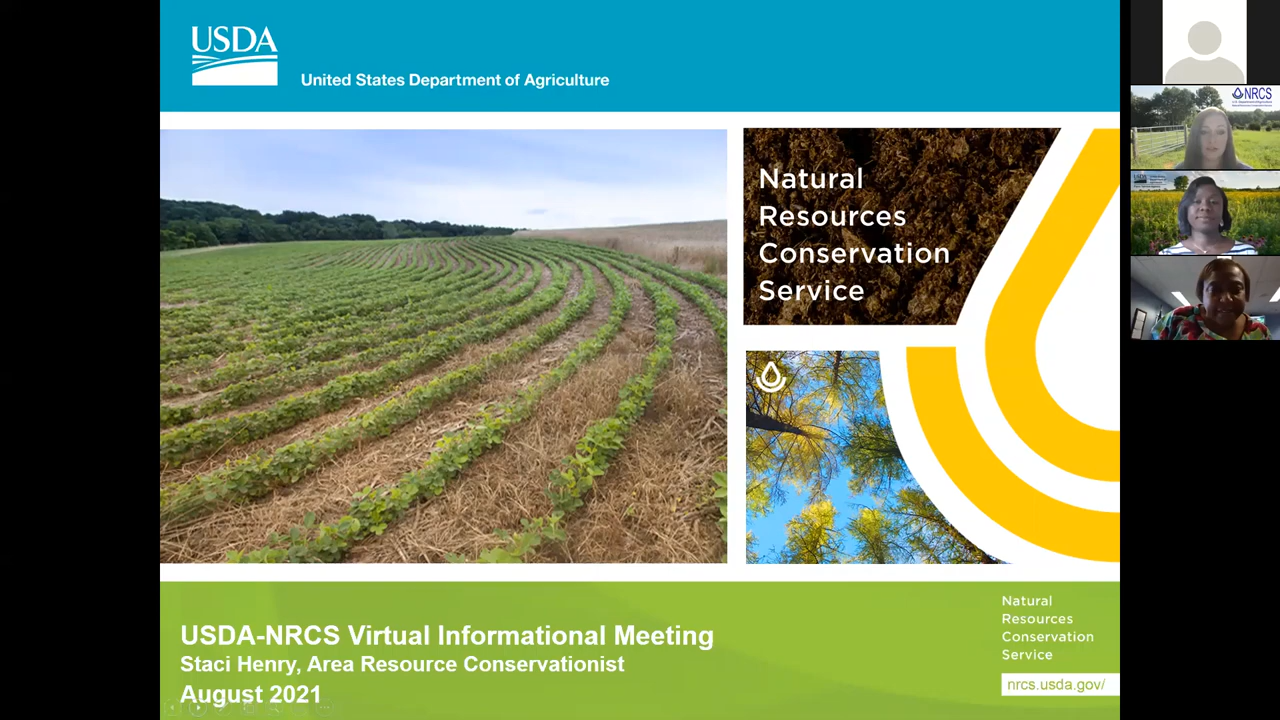 USDA
United States Department of Agriculture
Natural
Resources
Conservation
Service
USDA-NRCS Virtual Informational Meeting
Staci Henry, Area Resource Conservationist
August 2021
Natural
Resources
Conservation
Service
nrcs.usda.gov/
NRCS
USDA